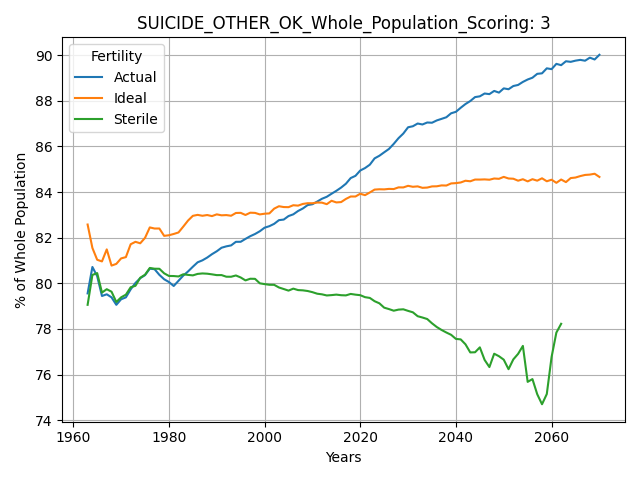 SUICIDE_OTHER_OK_Whole_Population_Scoring: 3
Fertility
Actual
Ideal
Sterile
% of Whole Population
90
88
86
84
82
80
78
76
74
1960
1980
2000
2020
2040
2060
Years